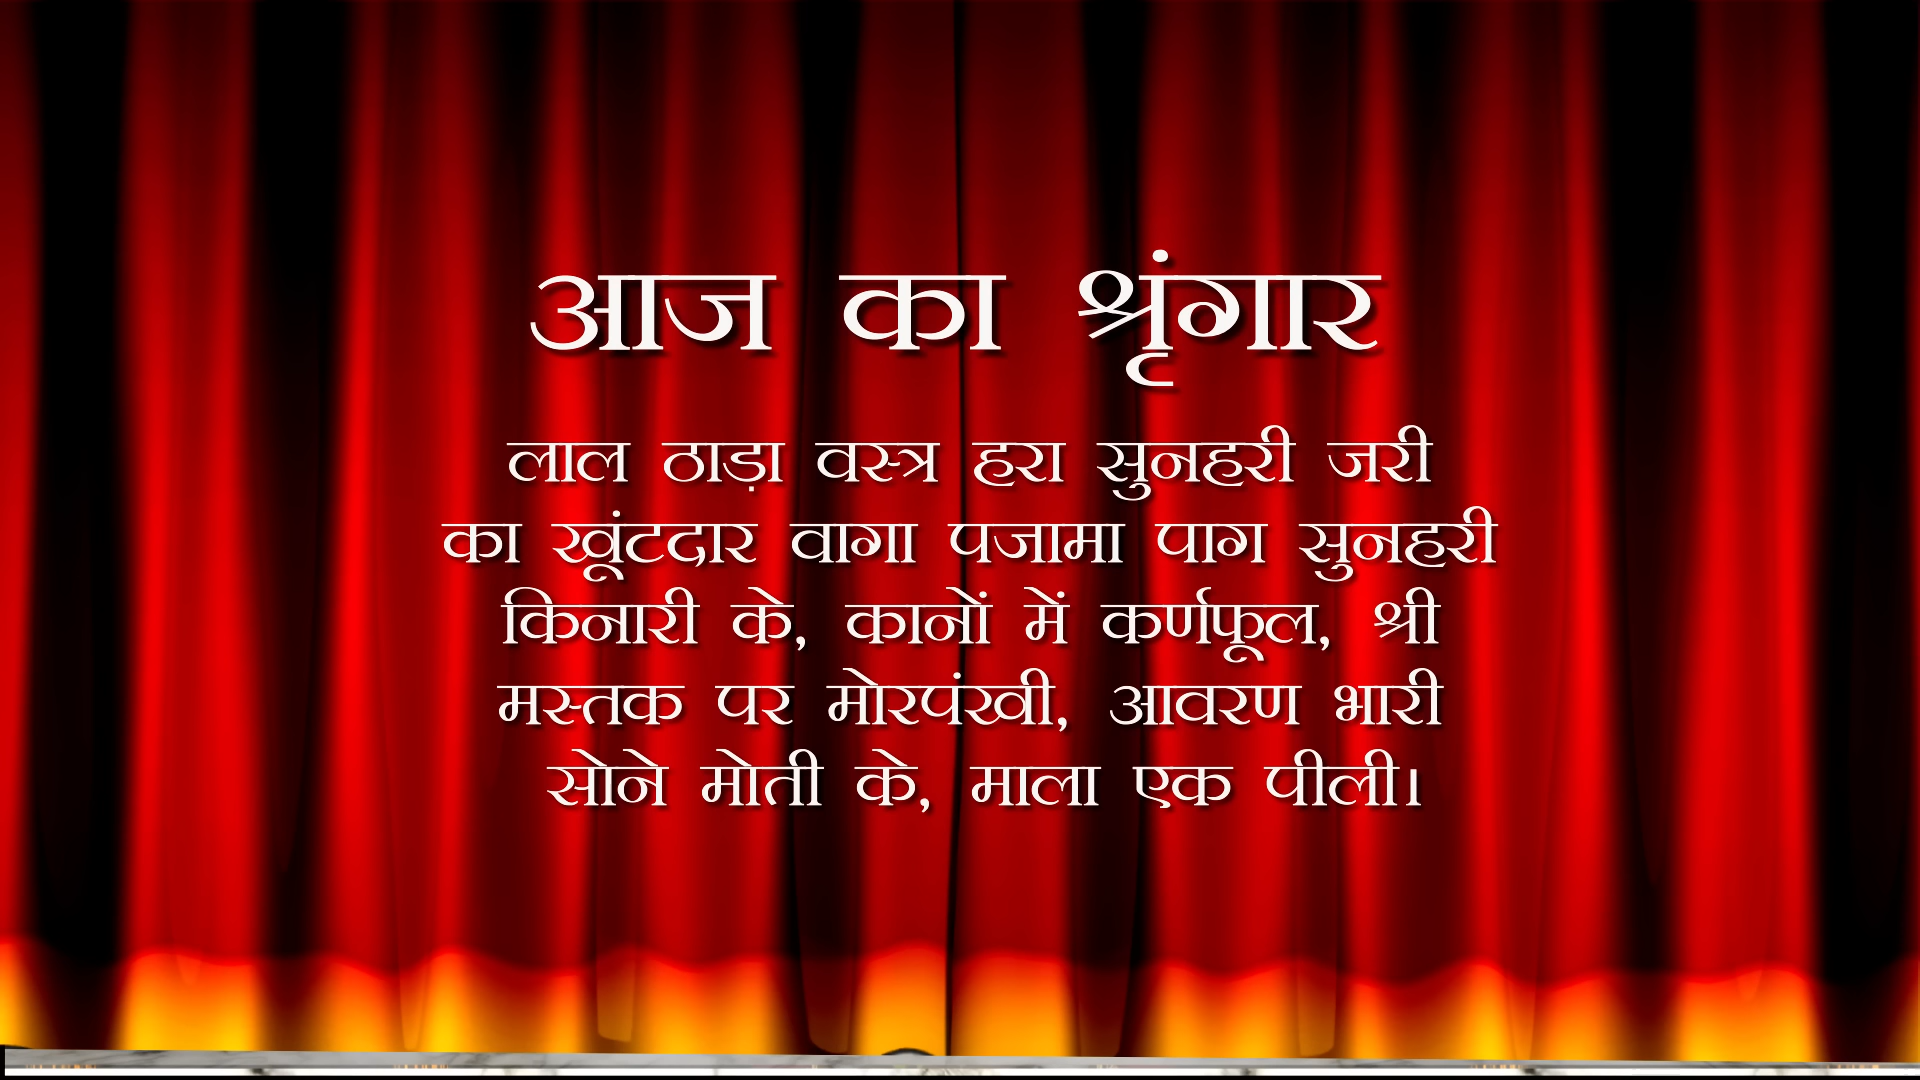 आज का श्रृंगार
लाल ठाड़ा वस्त्र हरा सुनहरी जरी
का खूंटदार वागा पजामा पाग सुनहरी
किनारी के, कानों में कर्णफूल, श्री
मस्तक पर मोरपंखी, आवरण भारी
सोने मोती के, माला एक पीली।